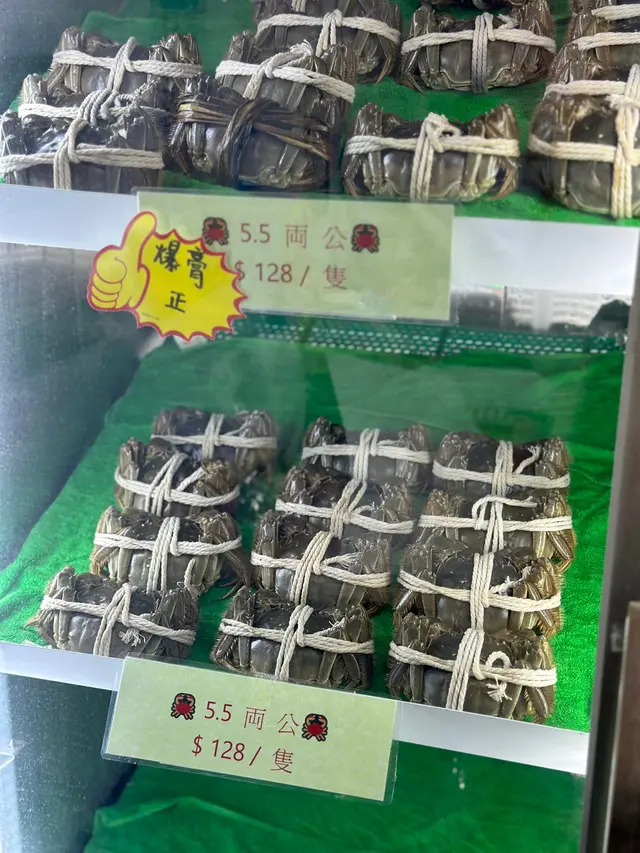 5.5 両 公
$ 128 / 隻
爆膏
正
5.5 両 公
$ 128 / 隻